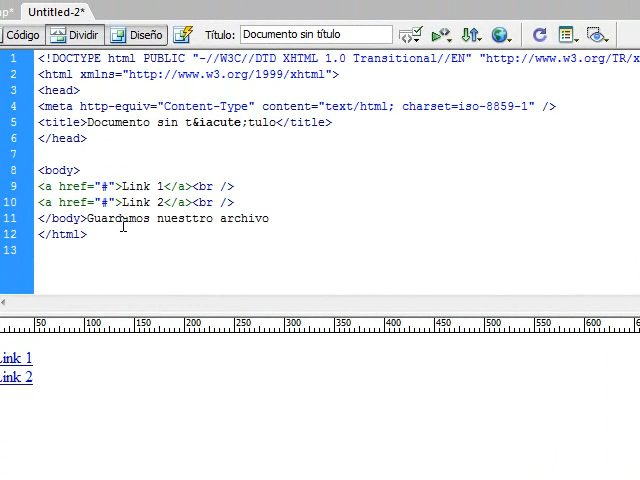 Untitled-2*
Código Dividir Diseño Título: Documento sin título
1 <!DOCTYPE html PUBLIC "-//W3C//DTD XHTML 1.0 Transitional//EN" "http://www.w3.org/TR/x
2 <html xmlns="http://www.w3.org/1999/xhtml">
3 <head>
4 <meta http-equiv="Content-Type" content="text/html; charset=iso-8859-1" />
5 <title>Documento sin t&iacute;tulo</title>
6 </head>
7
8 <body>
9 <a href="#">Link 1</a><br />
10 <a href="#">Link 2</a><br />
11 </body>Guardamos nuesttro archivo
12 </html>
13
50 100 150 200 250 300 350 400 450 500 550 600
Link 1
Link 2